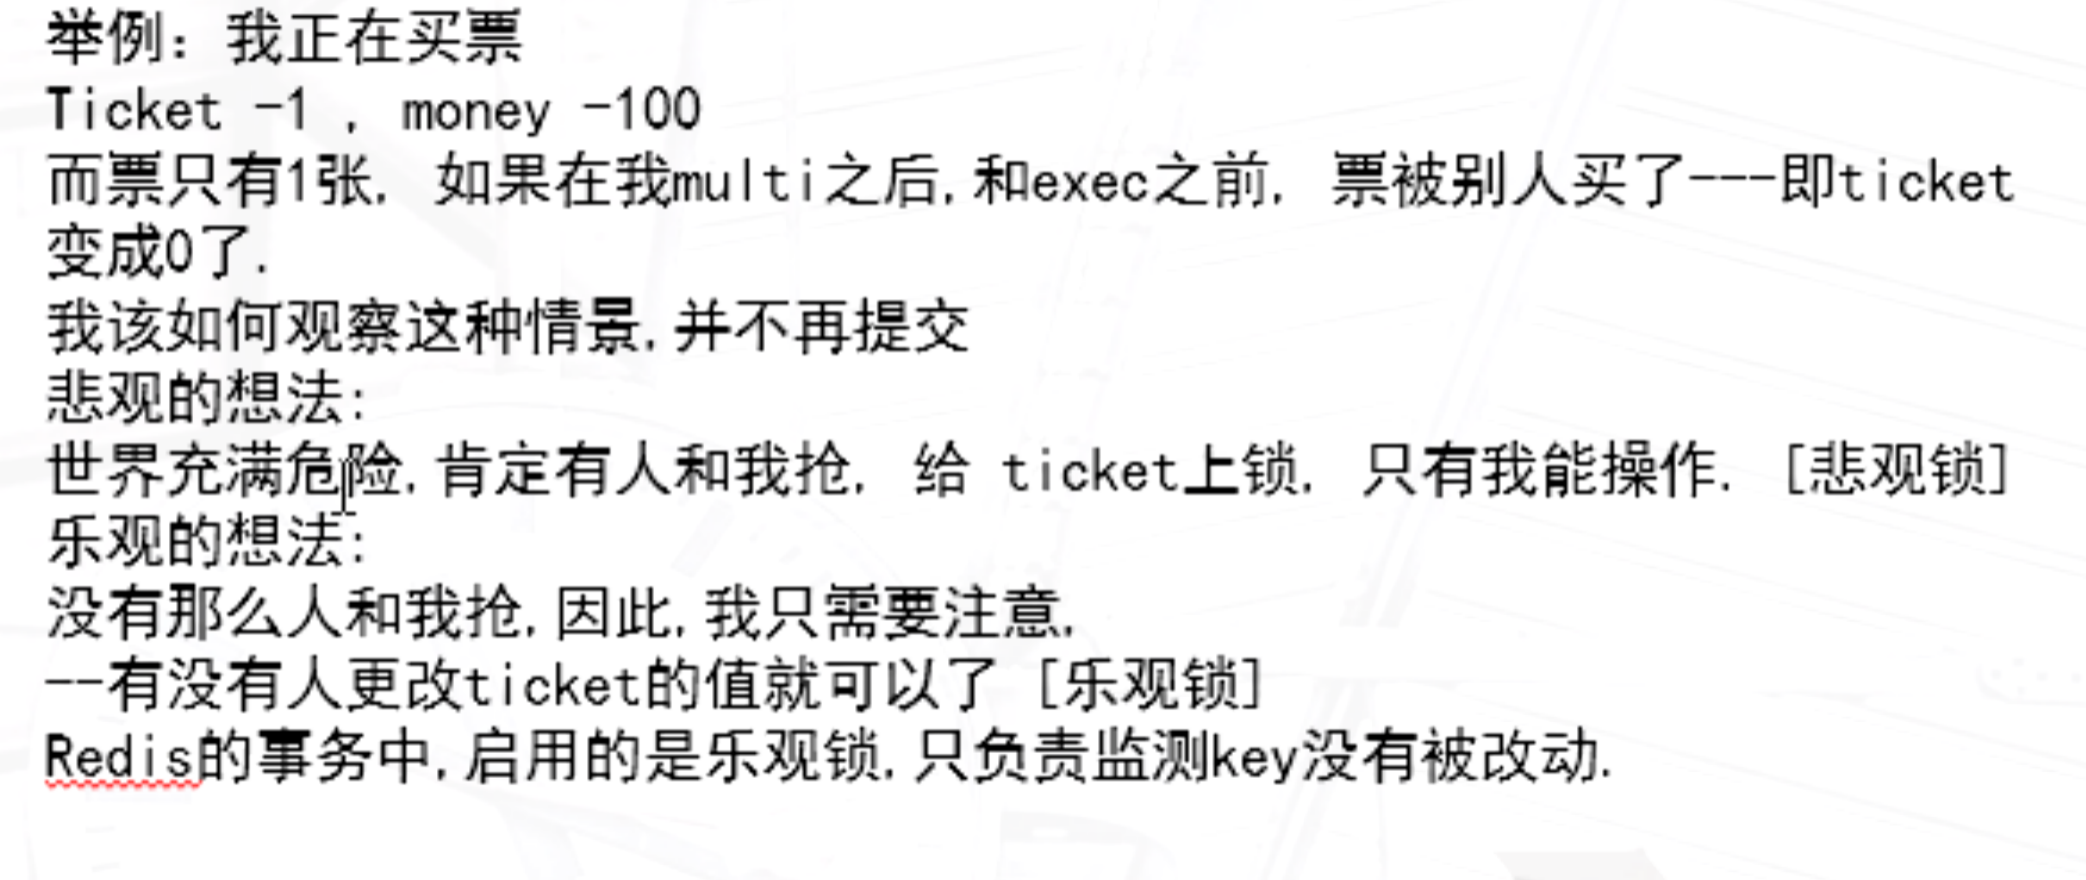 举例：我正在买票
Ticket -1 , money -100
而票只有1张, 如果在我multi之后,和exec之前, 票被别人买了---即ticket
变成0了.
我该如何观察这种情景,并不再提交
悲观的想法:
世界充满危险,肯定有人和我抢, 给 ticket上锁, 只有我能操作. [悲观锁]
乐观的想法:
没有那么人和我抢,因此,我只需要注意,
--有没有人更改ticket的值就可以了 [乐观锁]
Redis的事务中,启用的是乐观锁,只负责监测key没有被改动.